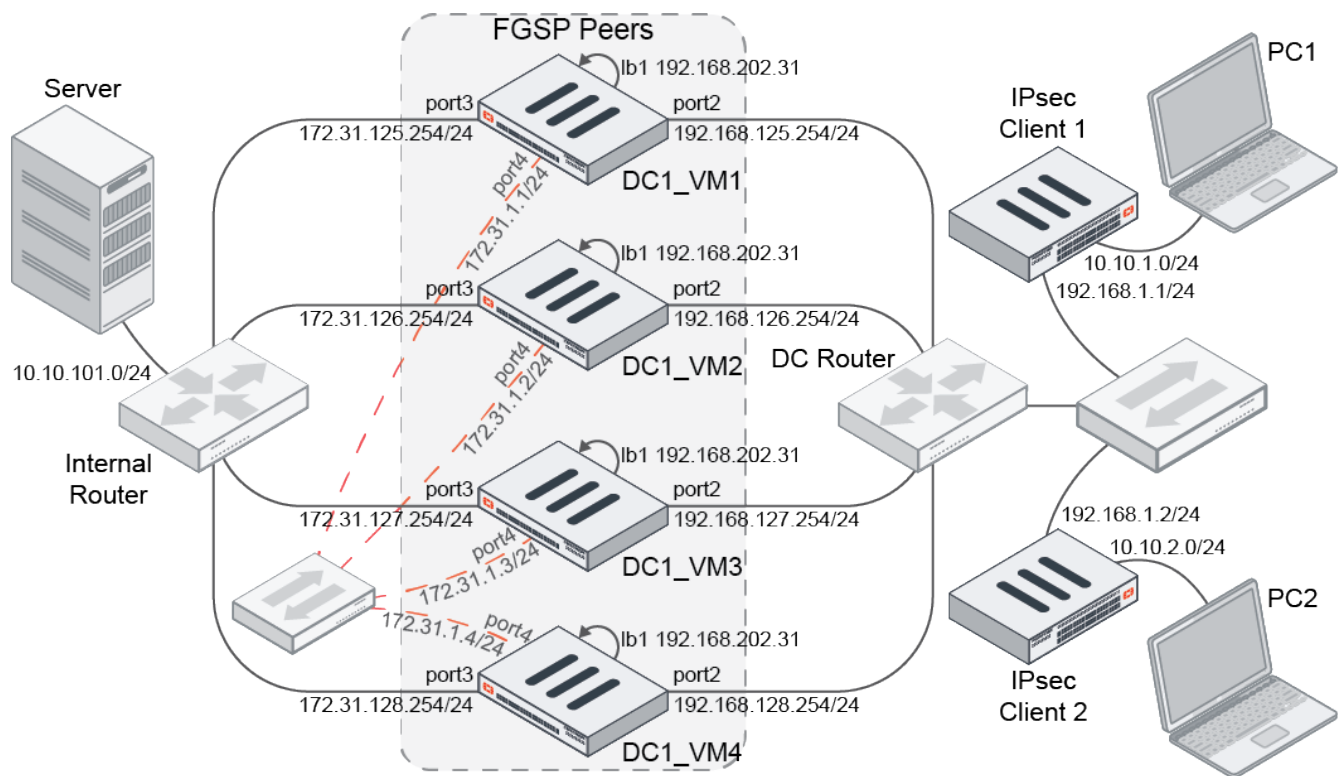 FGSP Peers
Server
port3
172.31.125.254/24
lb1 192.168.202.31
port2
192.168.125.254/24
port4
172.31.1.1/24
DC1_VM1
port3
172.31.126.254/24
lb1 192.168.202.31
port2
192.168.126.254/24
port4
172.31.1.2/24
DC1_VM2
10.10.101.0/24
Internal
Router
port3
172.31.127.254/24
lb1 192.168.202.31
port2
192.168.127.254/24
port4
172.31.1.3/24
DC1_VM3
port3
172.31.128.254/24
lb1 192.168.202.31
port2
192.168.128.254/24
port4
172.31.1.4/24
DC1_VM4
DC Router
IPsec
Client 1
PC1
10.10.1.0/24
192.168.1.1/24
192.168.1.2/24
10.10.2.0/24
IPsec
Client 2
PC2